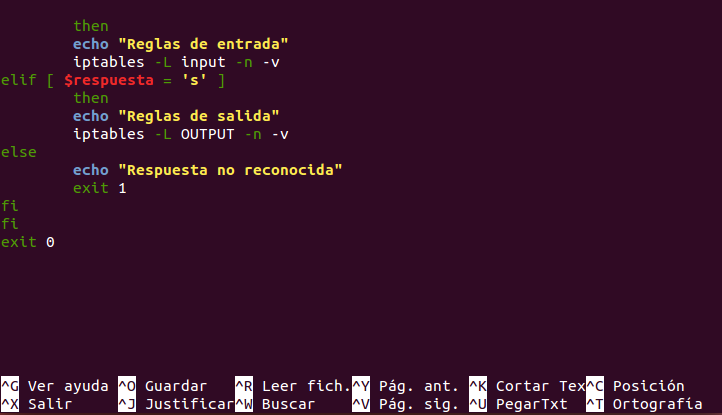 then
echo "Reglas de entrada"
iptables -L input -n -v
elif [ $respuesta = 's' ]
then
echo "Reglas de salida"
iptables -L OUTPUT -n -v
else
echo "Respuesta no reconocida"
exit 1
fi
fi
exit 0
^G Ver ayuda ^O Guardar ^R Leer fich. ^Y Pág. ant. ^K Cortar Tex ^C Posición
^X Salir ^J Justificar ^W Buscar ^V Pág. sig. ^U PegarTxt ^T Ortografía